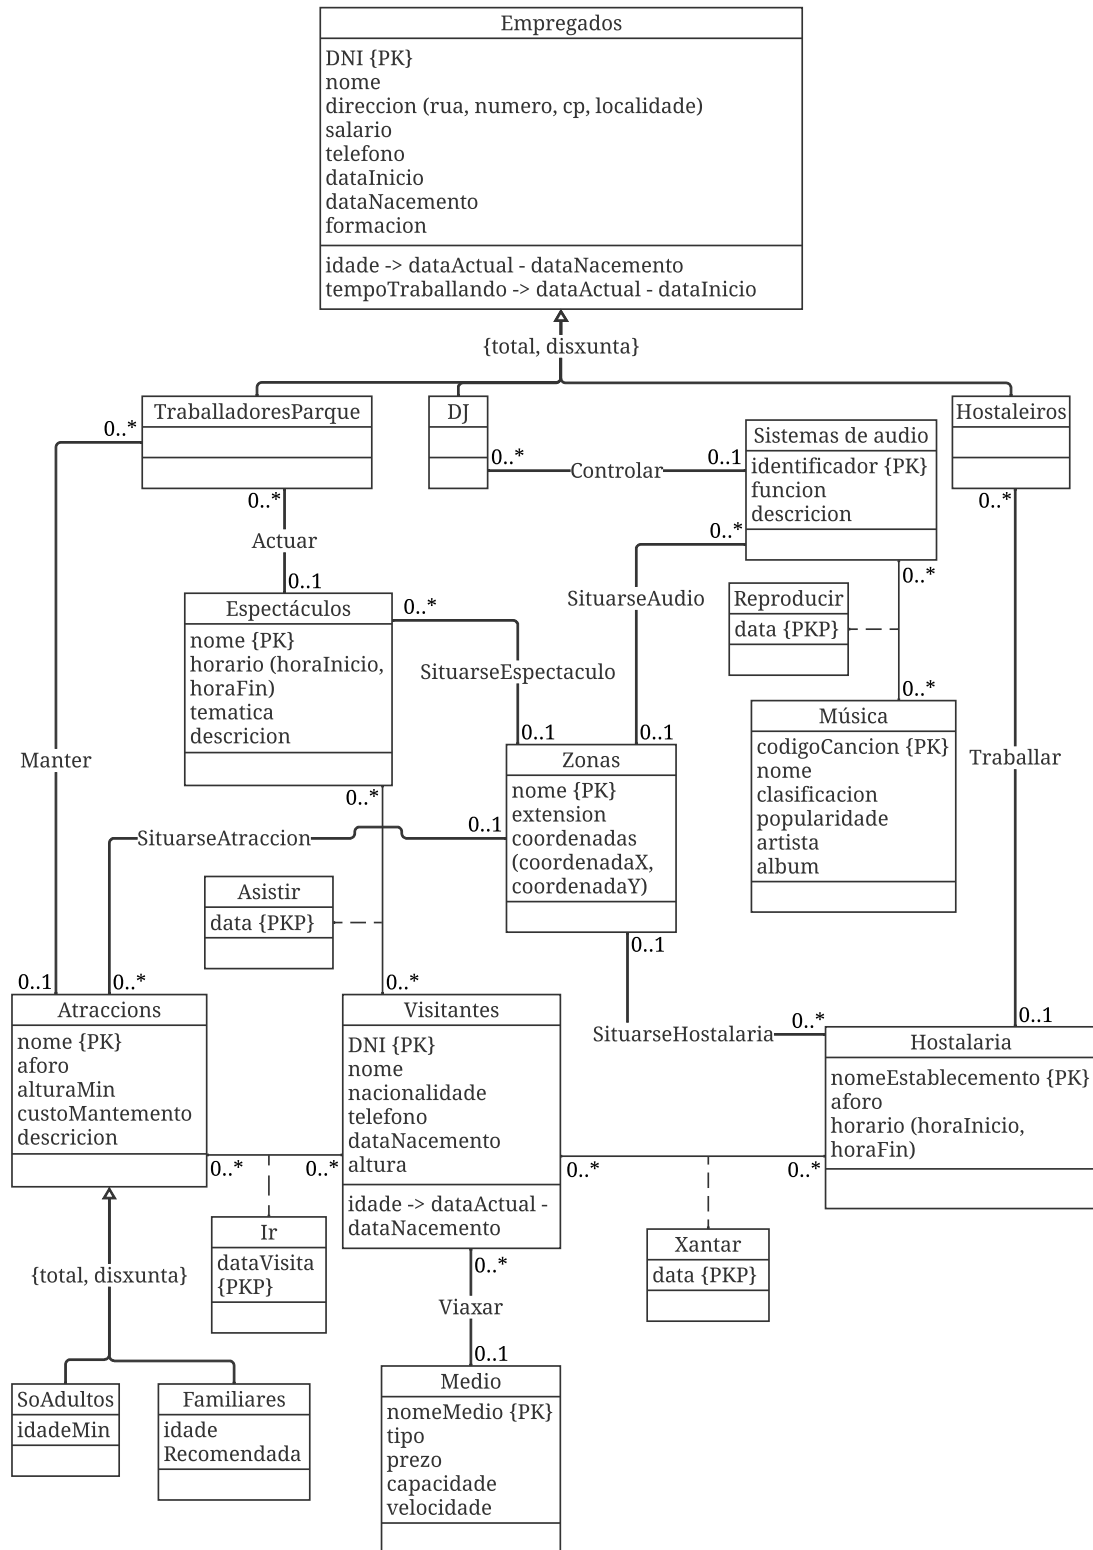 Empregados
DNI {PK}
nome
direccion (rua, numero, cp, localidade)
salario
telefono
dataInicio
dataNacemento
formacion
idade -> dataActual - dataNacemento
tempoTraballando -> dataActual - dataInicio
{total, disxunta}
TraballadoresParque
DJ
Hostaleiros
Sistemas de audio
identificador {PK}
funcion
descricion
0..*
0..*
Controlar
0..1
0..*
Actuar
0..1
0..*
0..*
SituarseAudio
0..1
0..*
Reproducir
data {PKP}
0..*
Espectáculos
nome {PK}
horario (horaInicio,
horaFin)
tematica
descricion
0..*
SituarseEspectaculo
0..1
Música
codigoCancion {PK}
nome
clasificacion
popularidade
artista
album
Traballar
Manter
Zonas
nome {PK}
extension
coordenadas
(coordenadaX,
coordenadaY)
0..*
SituarseAtraccion
0..1
Asistir
data {PKP}
0..1
0..1
0..*
0..*
SituarseHostalaria
0..*
0..1
Atraccions
nome {PK}
aforo
alturaMin
custoMantemento
descricion
Visitantes
DNI {PK}
nome
nacionalidade
telefono
dataNacemento
altura
idade -> dataActual -
dataNacemento
Hostalaria
nomeEstablecemento {PK}
aforo
horario (horaInicio,
horaFin)
0..*
0..*
0..*
0..*
Ir
dataVisita
{PKP}
Xantar
data {PKP}
{total, disxunta}
0..*
Viaxar
0..1
SoAdultos
idadeMin
Familiares
idade
Recomendada
Medio
nomeMedio {PK}
tipo
prezo
capacidade
velocidade